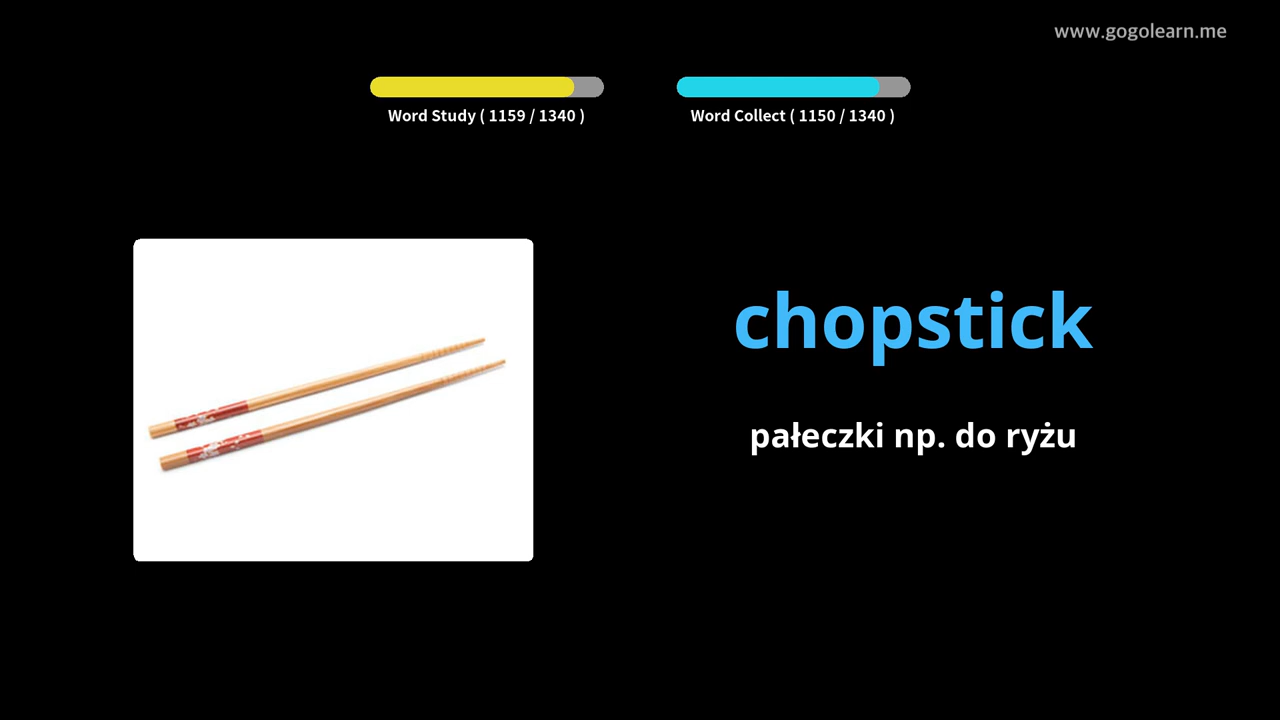 www.gogolearn.me
Word Study ( 1159 / 1340 )
Word Collect ( 1150 / 1340 )
chopstick
pałeczki np. do ryżu